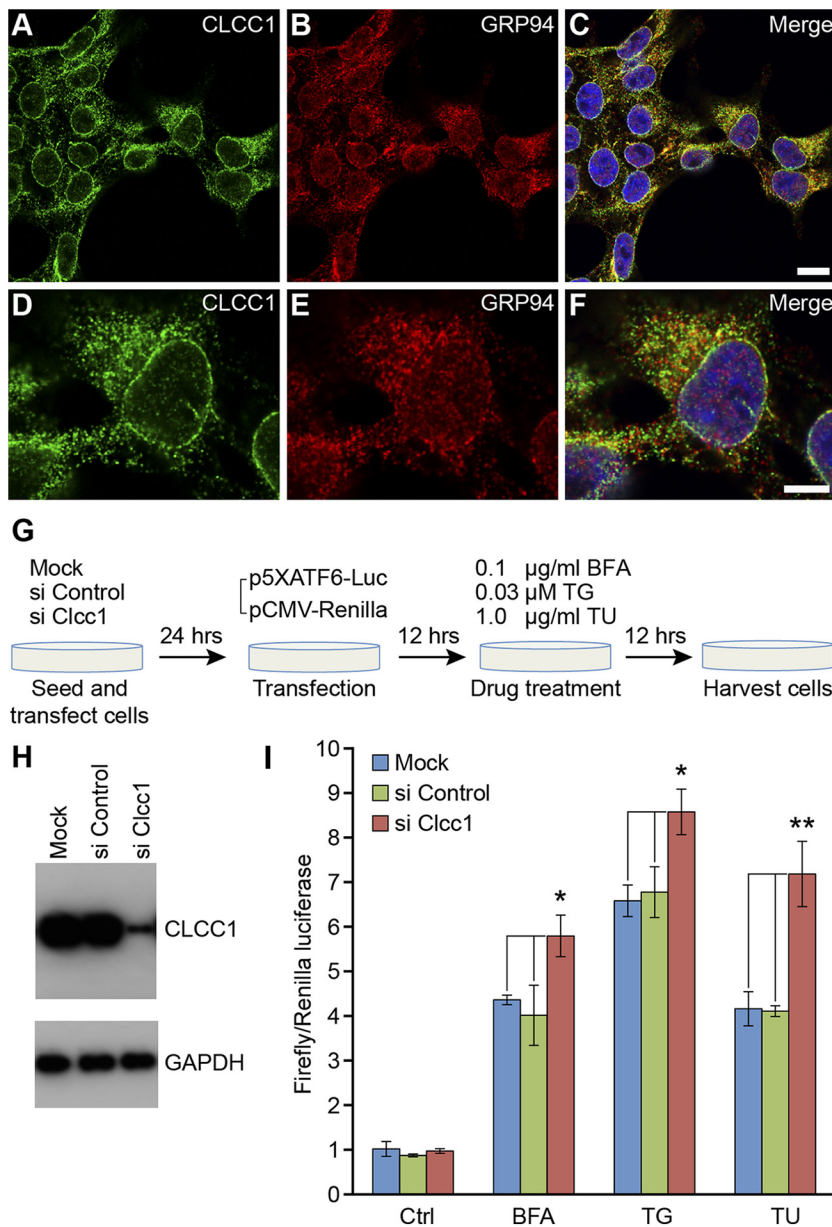 A CLCC1
B GRP94
C Merge
D CLCC1
E GRP94
F Merge
G
Mock
si Control
si Clcc1
24 hrs
p5XATF6-Luc
pCMV-Renilla
12 hrs
0.1 µg/ml BFA
0.03 µM TG
1.0 µg/ml TU
12 hrs
Seed and
transfect cells
Transfection
Drug treatment
Harvest cells
H
Mock
si Control
si Clcc1
CLCC1
GAPDH
I
Mock
si Control
si Clcc1
Firefly/Renilla luciferase
10
9
8
7
6
5
4
3
2
1
0
*
*
**
Ctrl
BFA
TG
TU